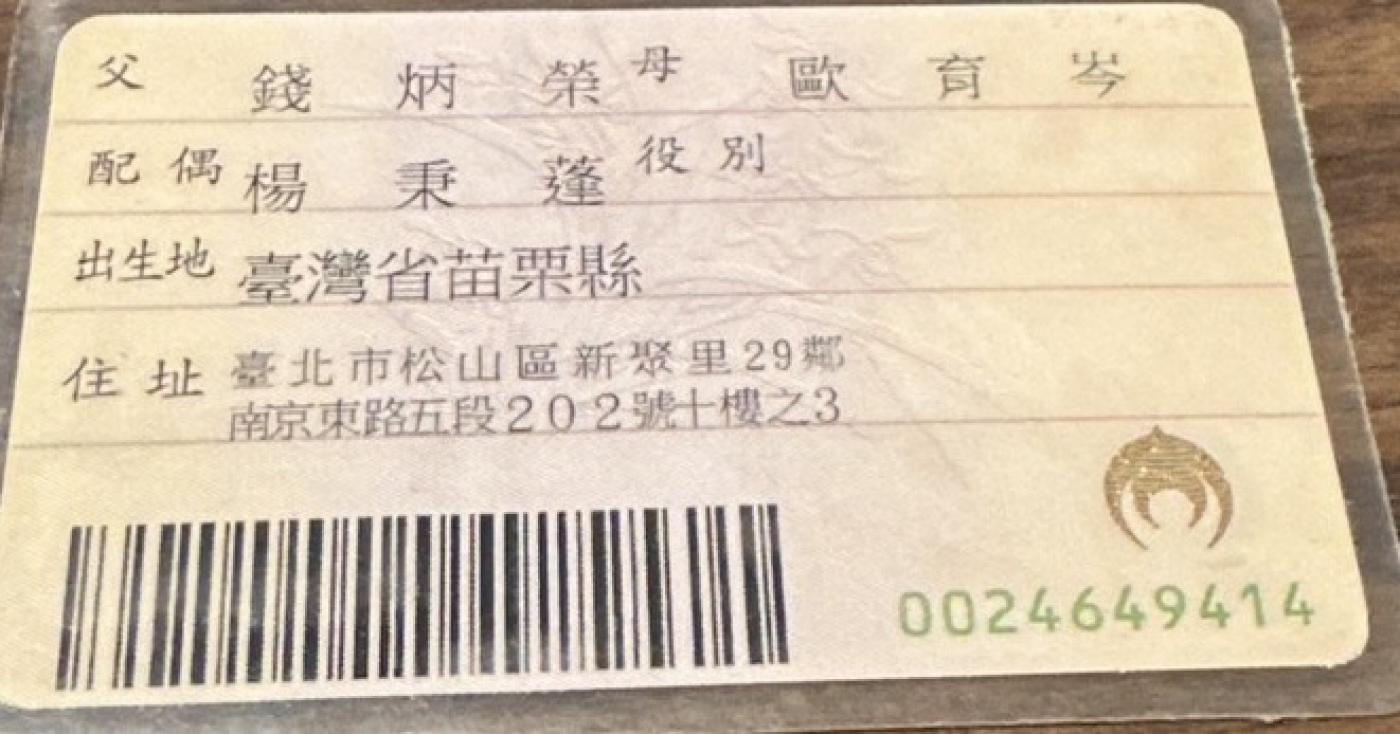 父 錢炳榮 母 歐育岑
配偶 楊秉蓬 役別
出生地 臺灣省苗栗縣
住址 臺北市松山區新聚里29鄰
南京東路五段202號十樓之3
0024649414